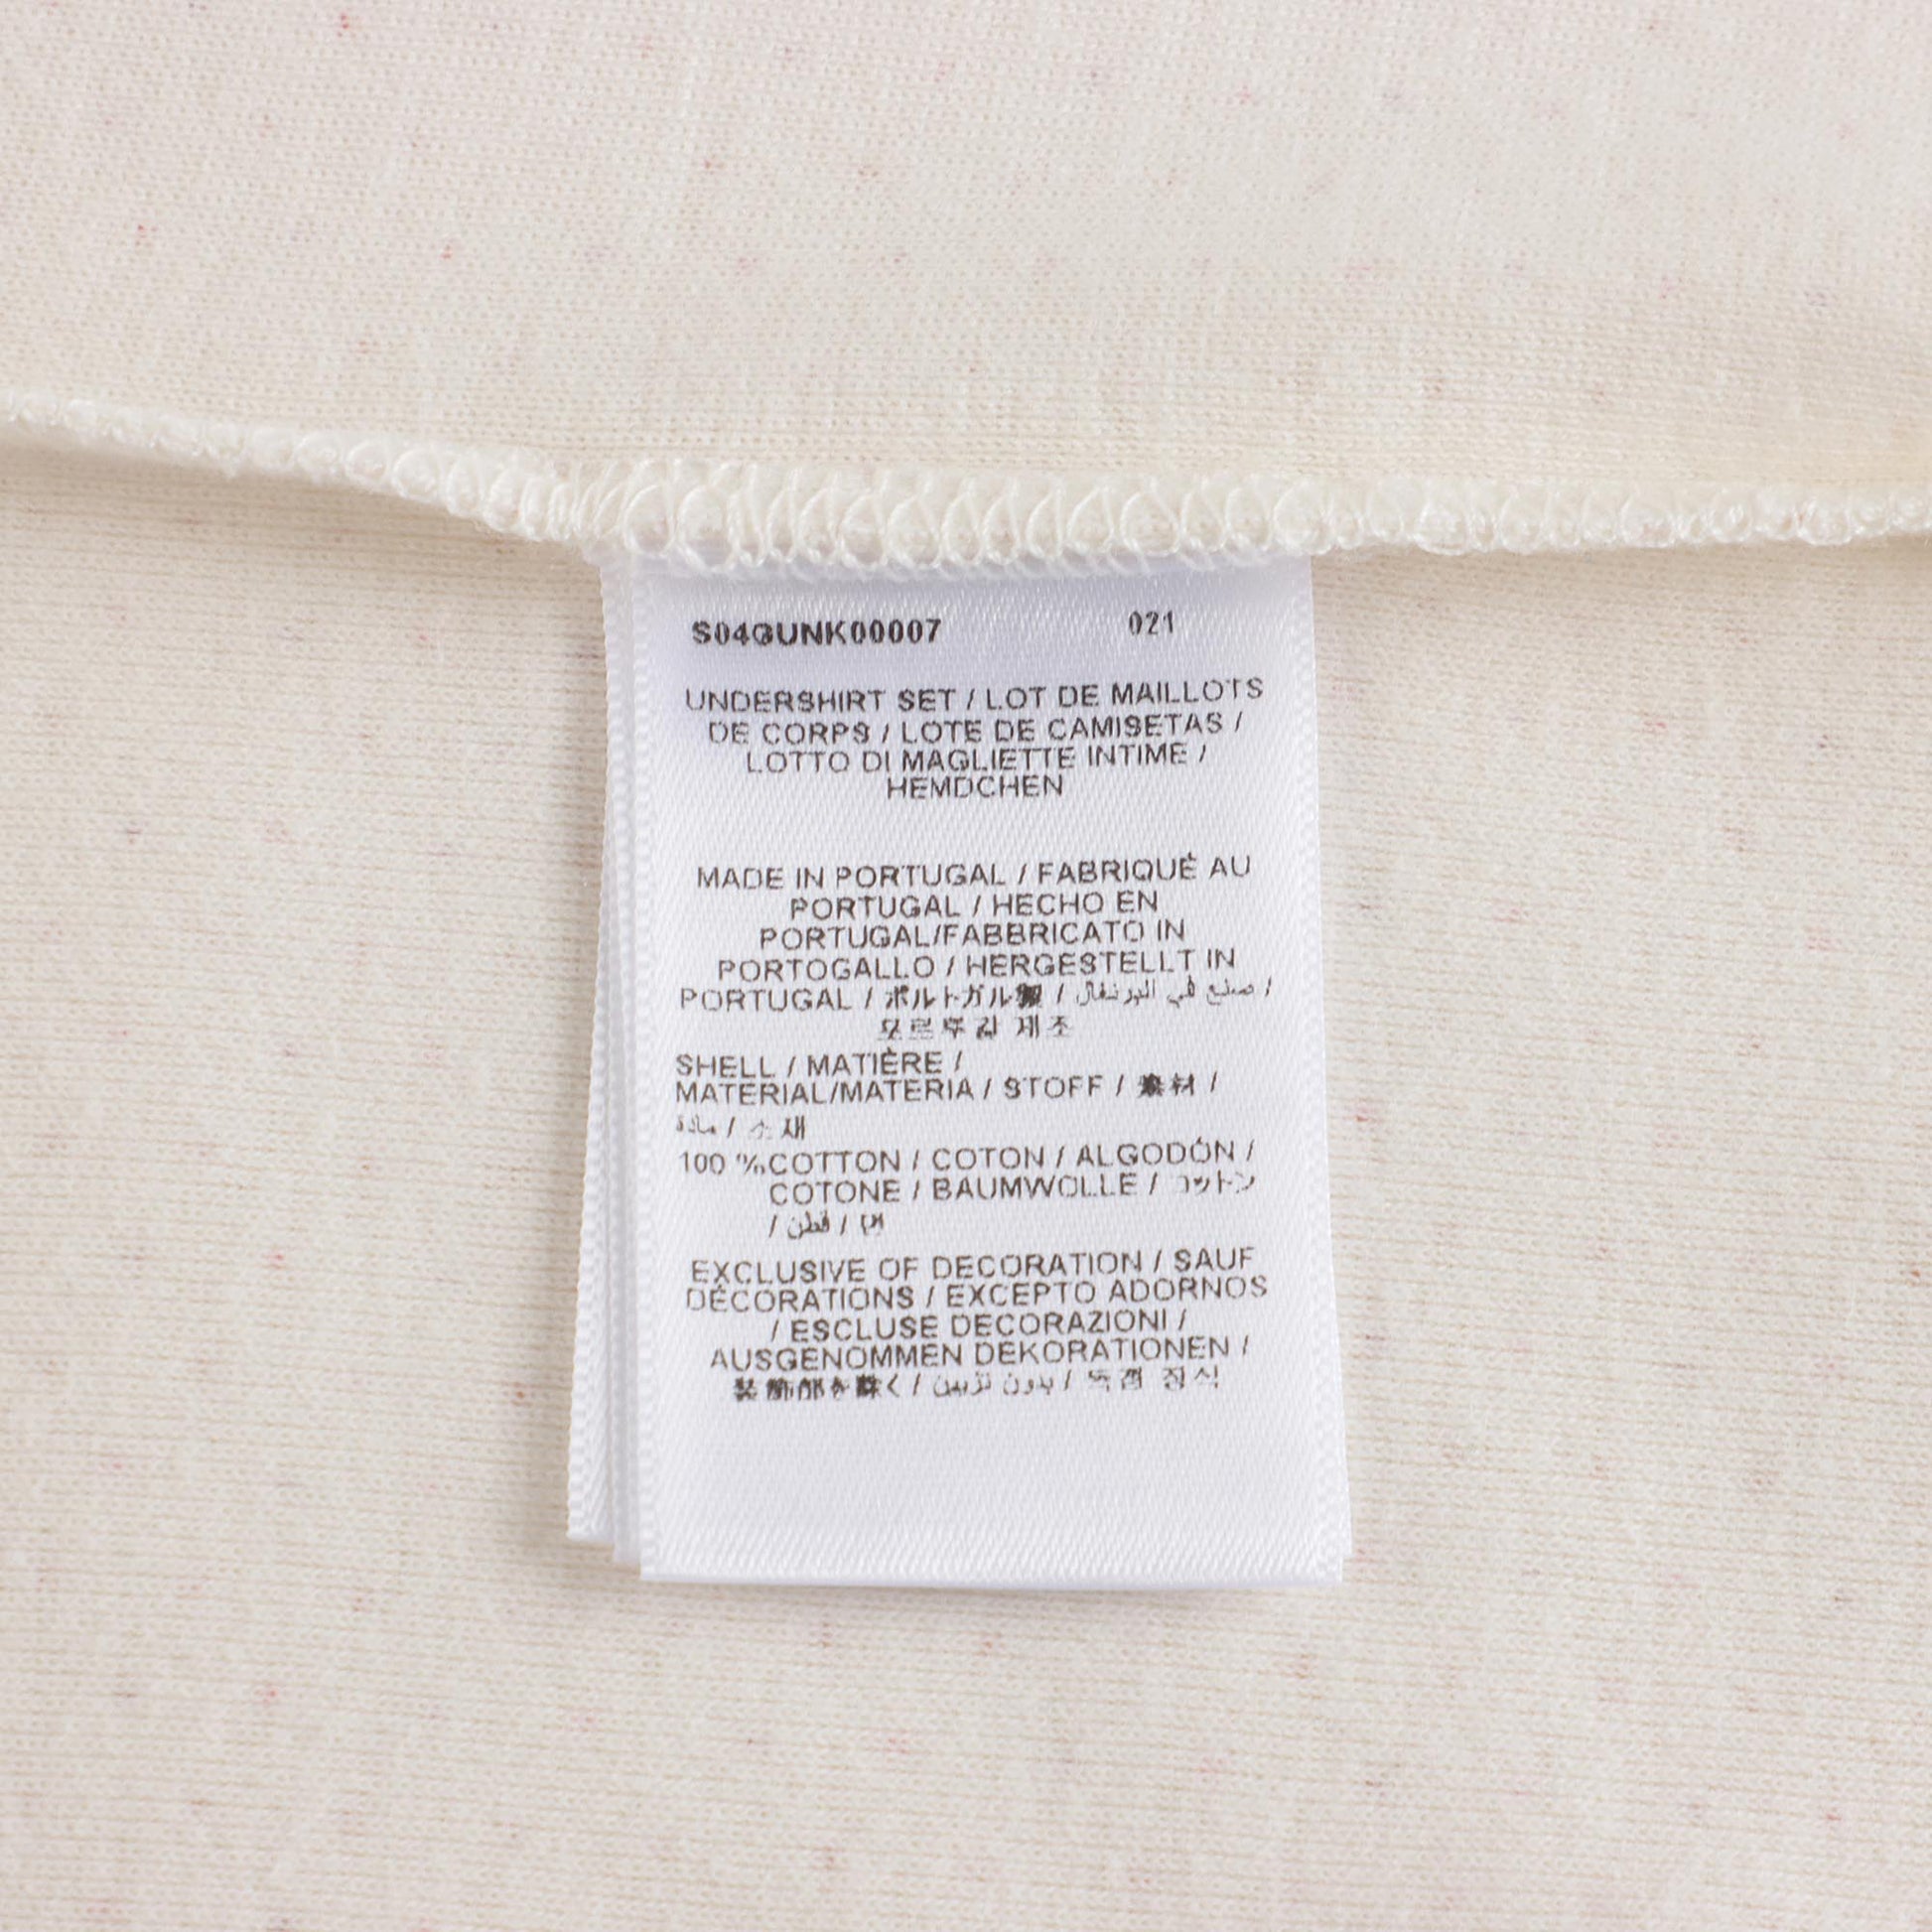 S04GUNK00007 021
UNDERSHIRT SET / LOT DE MAILLOTS
DE CORPS / LOTE DE CAMISETAS /
LOTTO DI MAGLIETTE INTIME /
HEMDCHEN
MADE IN PORTUGAL / FABRIQUÉ AU
PORTUGAL / HECHO EN
PORTUGAL/FABBRICATO IN
PORTOGALLO / HERGESTELLT IN
PORTUGAL / ポルトガル製 / صنع في البرتغال /
포르투갈 제조
SHELL / MATIÈRE /
MATERIAL/MATERIA / STOFF / 素材 /
مادة / 소재
100 %COTTON / COTON / ALGODÓN /
COTONE / BAUMWOLLE / コットン
/ قطن / 면
EXCLUSIVE OF DECORATION / SAUF
DÉCORATIONS / EXCEPTO ADORNOS
/ ESCLUSE DECORAZIONI /
AUSGENOMMEN DEKORATIONEN /
装飾部を除く / بدون تزيين / 장식